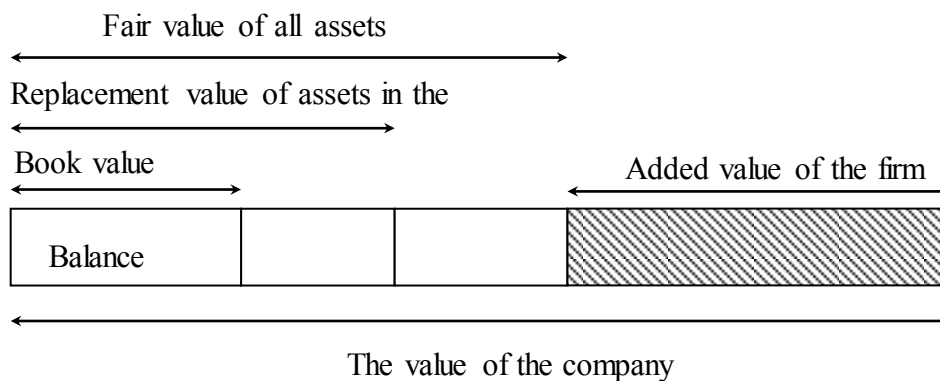 Fair value of all assets
Replacement value of assets in the
Book value
Added value of the firm
Balance
The value of the company